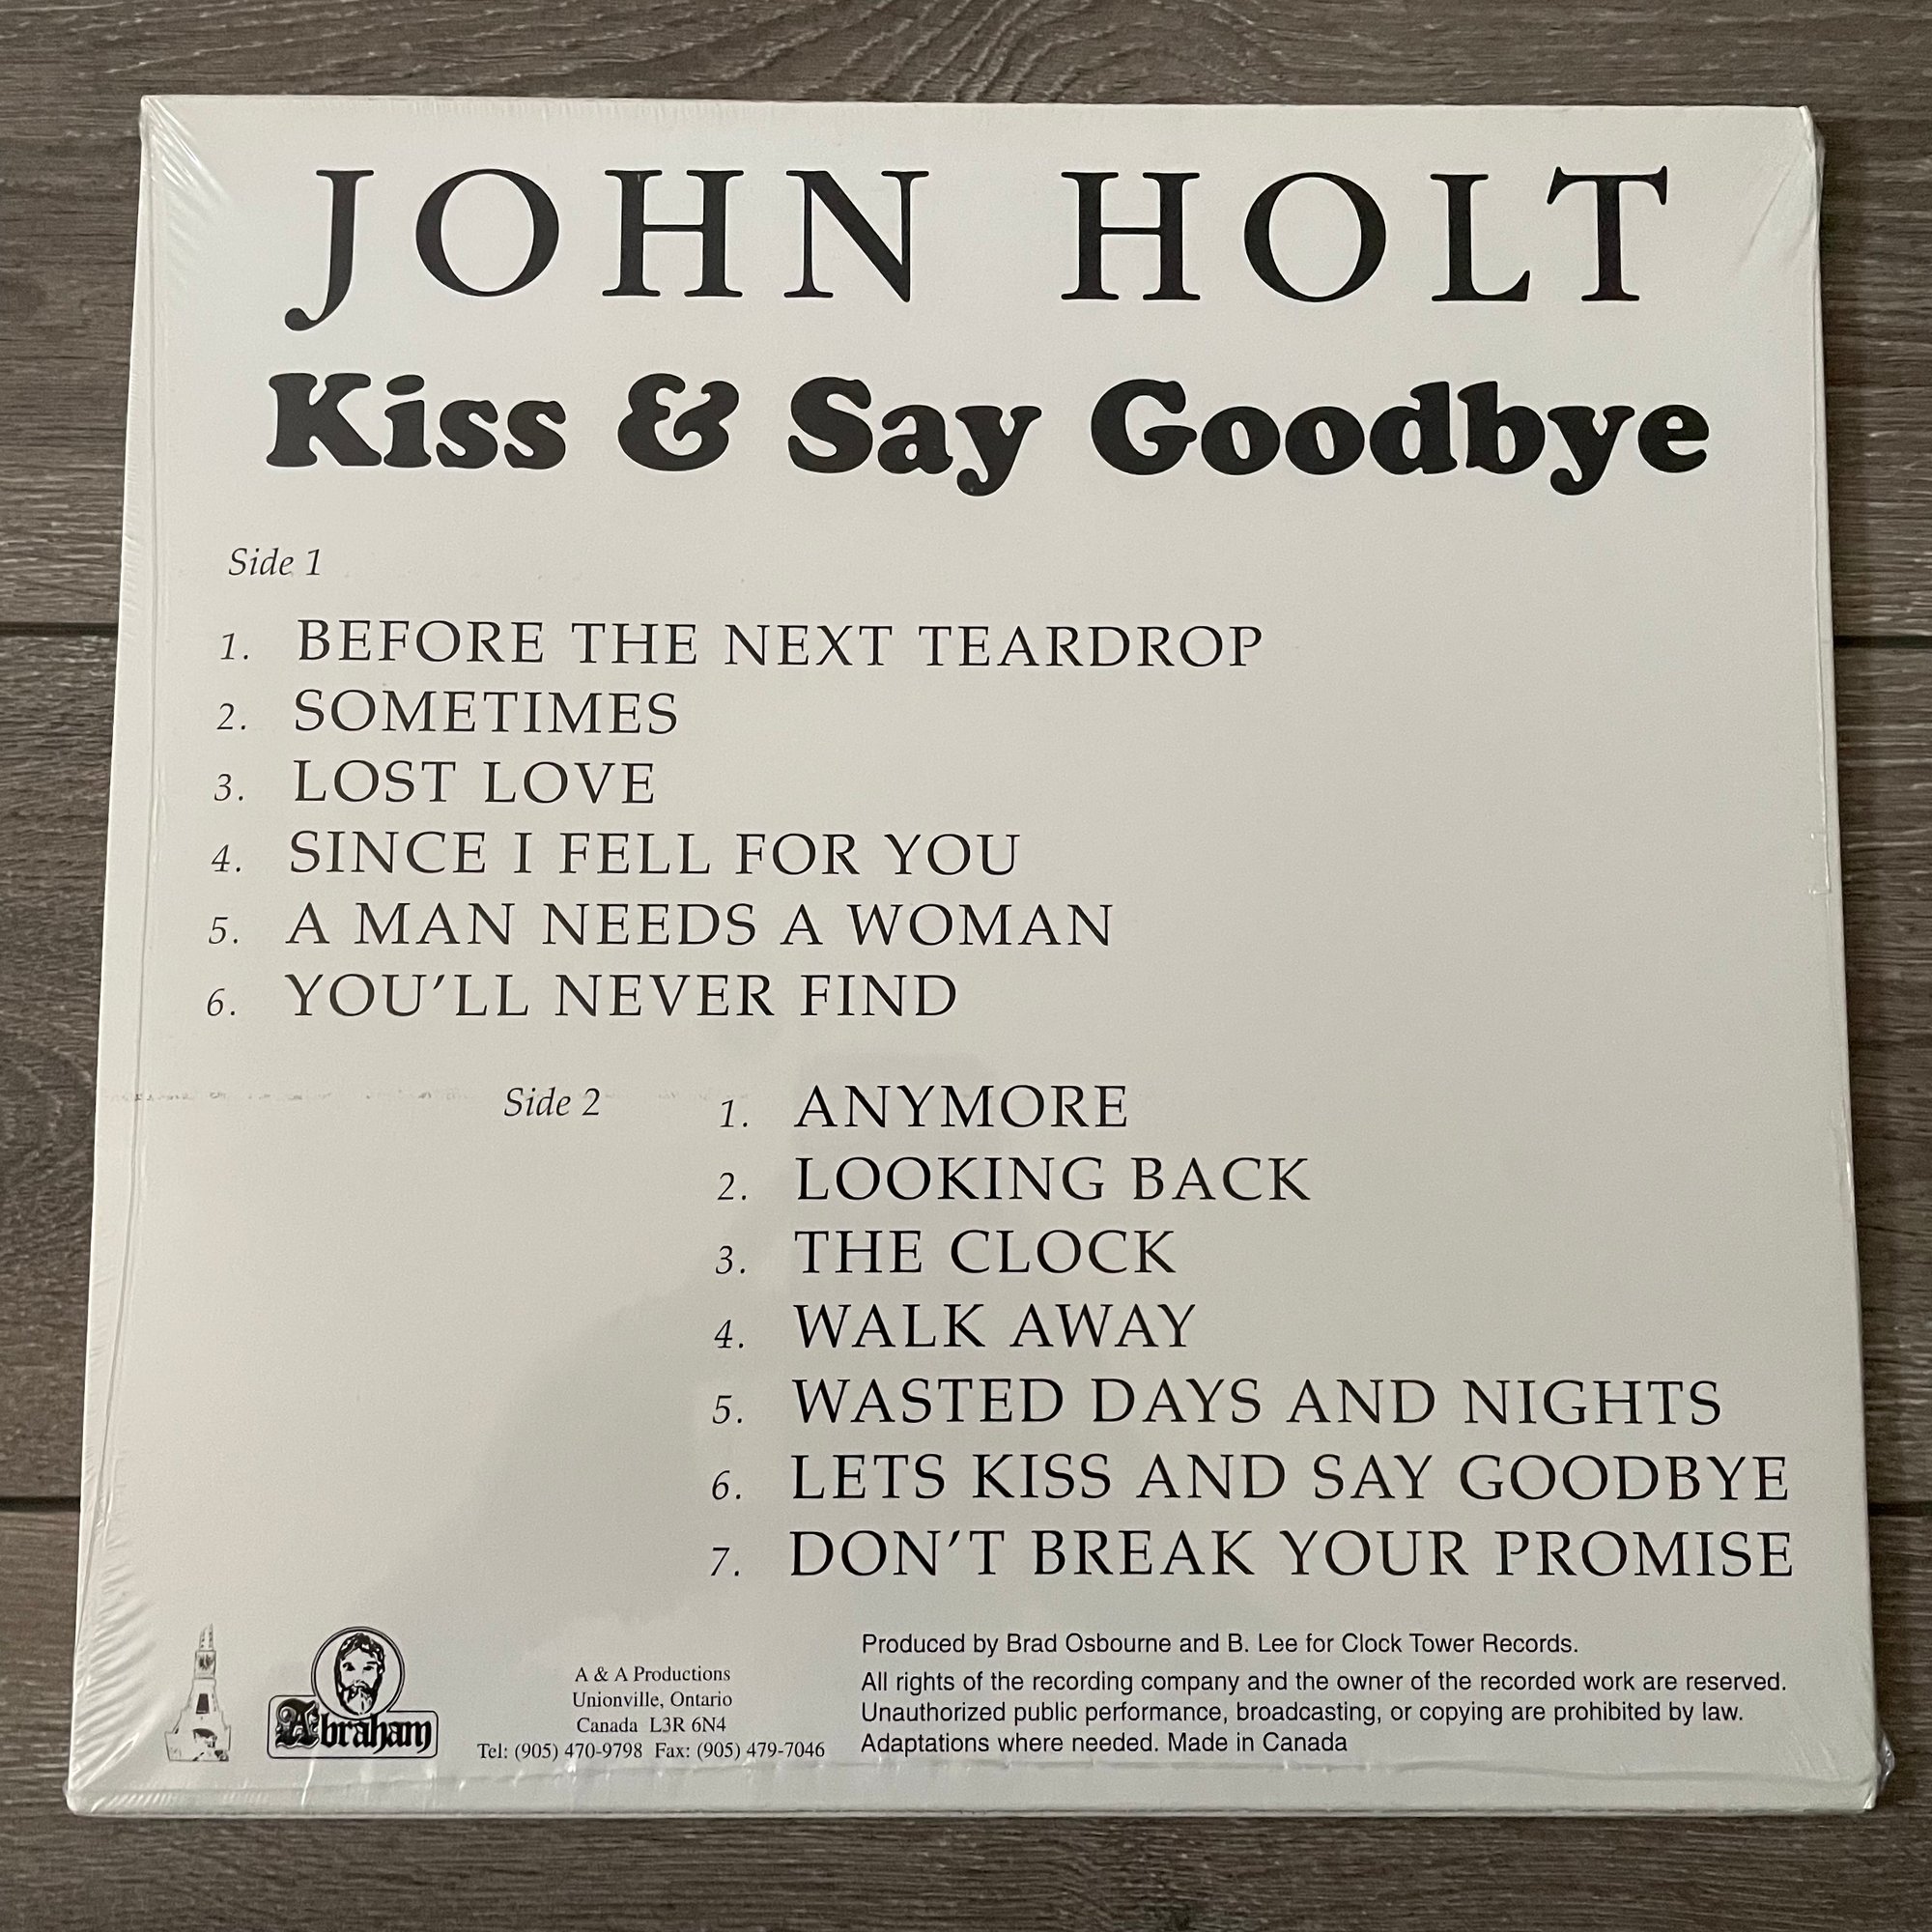 JOHN HOLT
Kiss & Say Goodbye
Side 1
1. BEFORE THE NEXT TEARDROP
2. SOMETIMES
3. LOST LOVE
4. SINCE I FELL FOR YOU
5. A MAN NEEDS A WOMAN
6. YOU'LL NEVER FIND
Side 2
1. ANYMORE
2. LOOKING BACK
3. THE CLOCK
4. WALK AWAY
5. WASTED DAYS AND NIGHTS
6. LETS KISS AND SAY GOODBYE
7. DON'T BREAK YOUR PROMISE
Abraham
A & A Productions
Unionville, Ontario
Canada L3R 6N4
Tel: (905) 470-9798 Fax: (905) 479-7046
Produced by Brad Osbourne and B. Lee for Clock Tower Records.
All rights of the recording company and the owner of the recorded work are reserved.
Unauthorized public performance, broadcasting, or copying are prohibited by law.
Adaptations where needed. Made in Canada